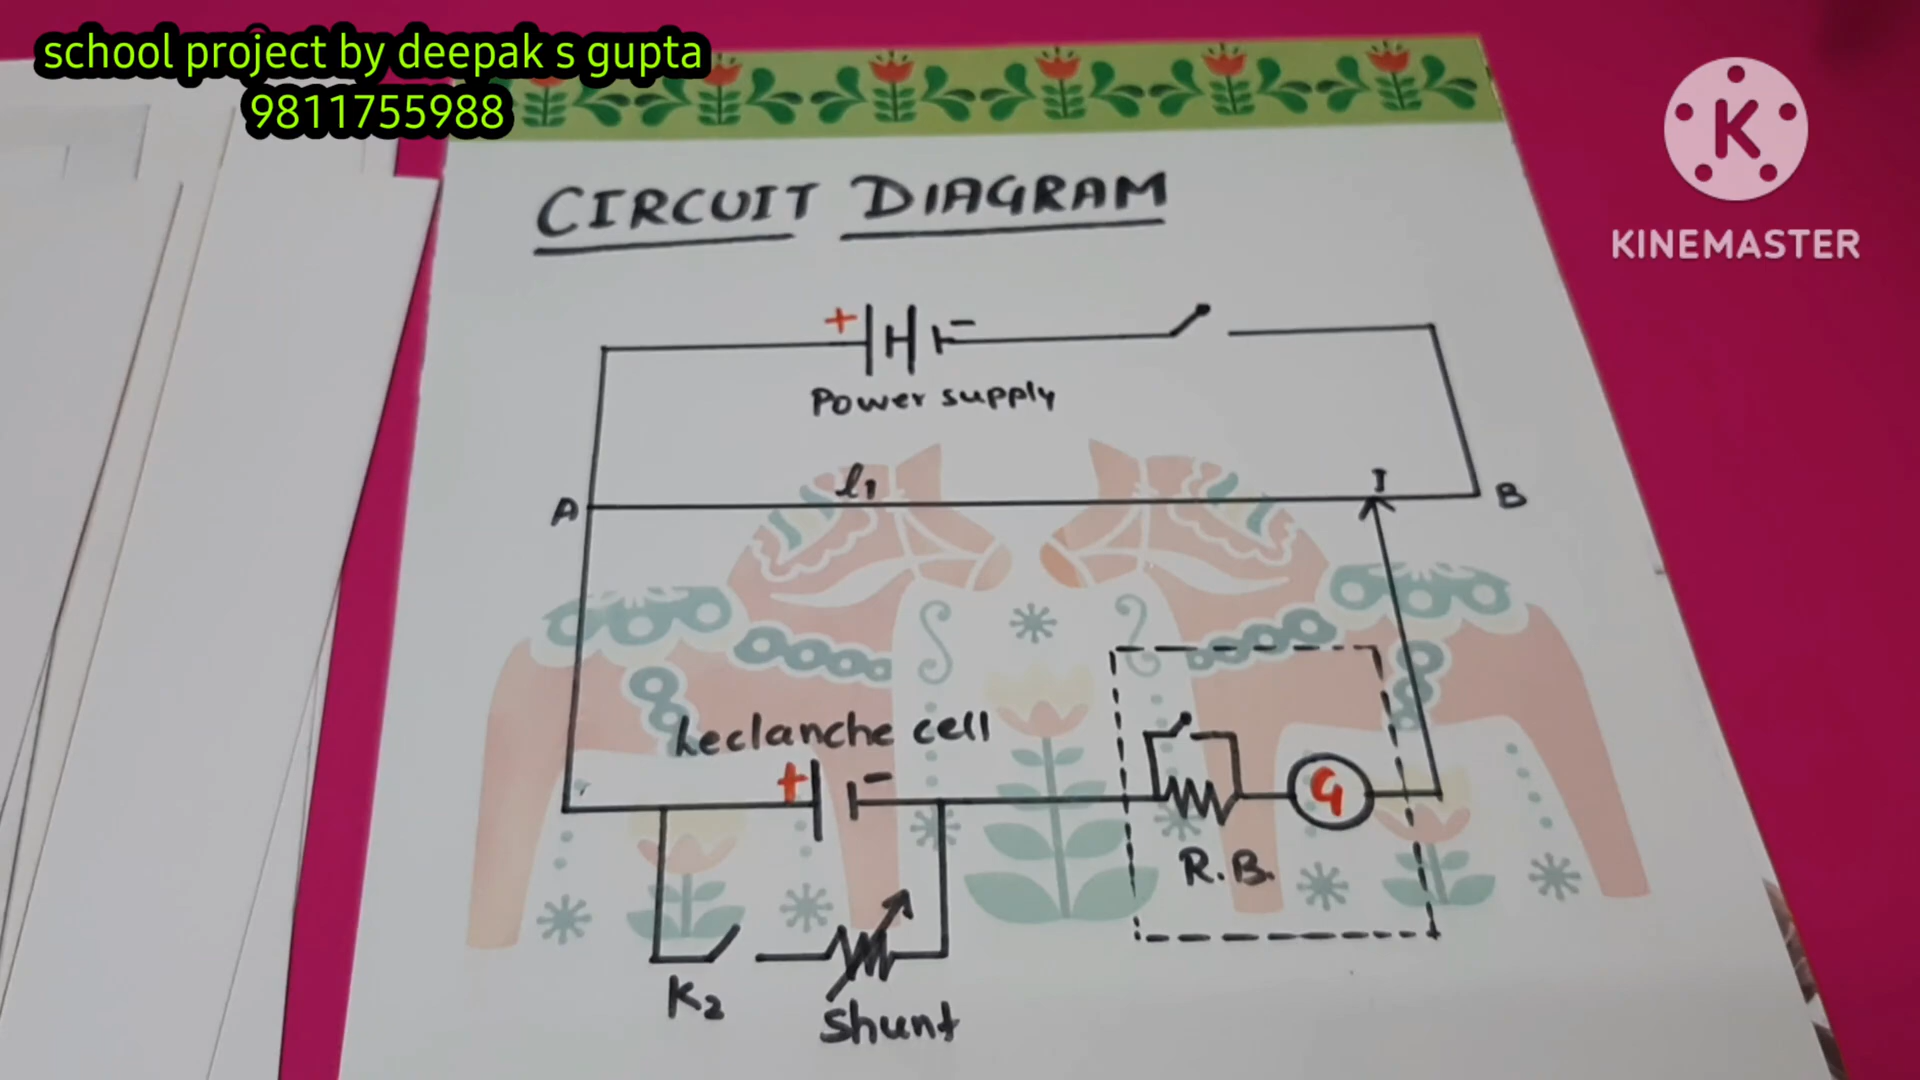 school project by deepak s gupta
9811755988
K
KINEMASTER
CIRCUIT DIAGRAM
+ -
Power supply
l1
A J B
Leclanche cell
+ -
G
R.B.
K2
Shunt